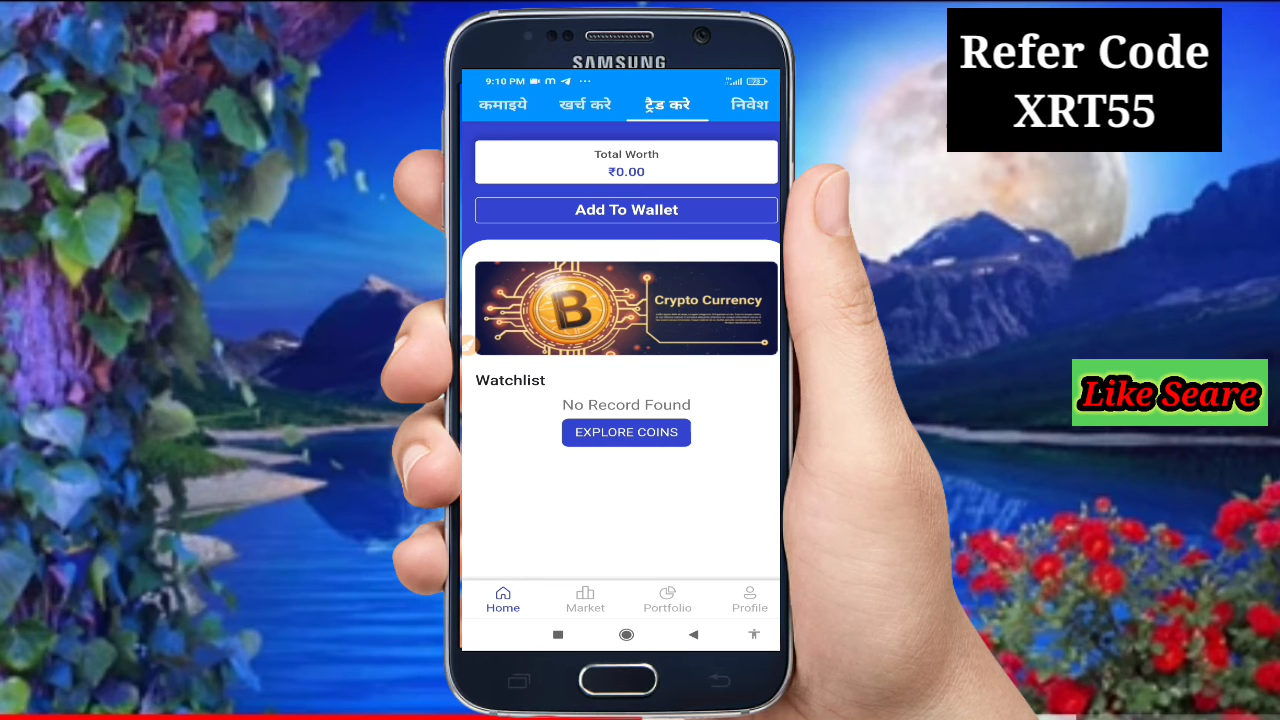 Refer Code
XRT55
SAMSUNG
9:10 PM
कमाइये खर्च करे ट्रैड करे निवेश
Total Worth
₹0.00
Add To Wallet
Crypto Currency
Watchlist
No Record Found
EXPLORE COINS
Like Seare
Home Market Portfolio Profile